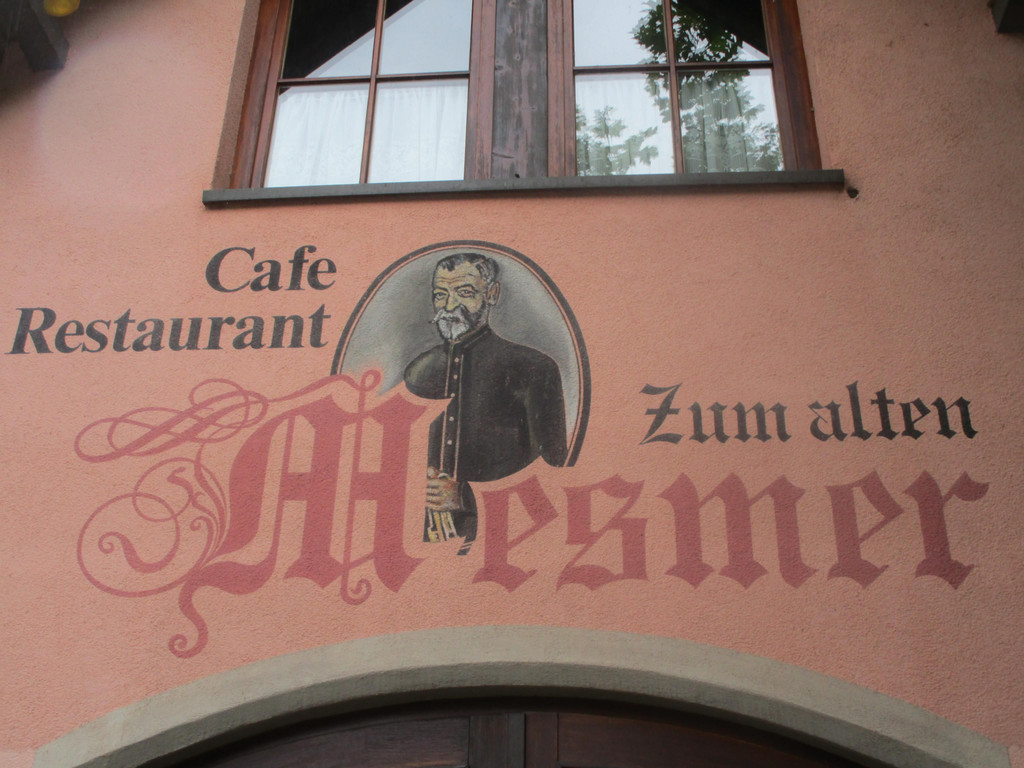 Cafe
Restaurant
Zum alten
Mesmer